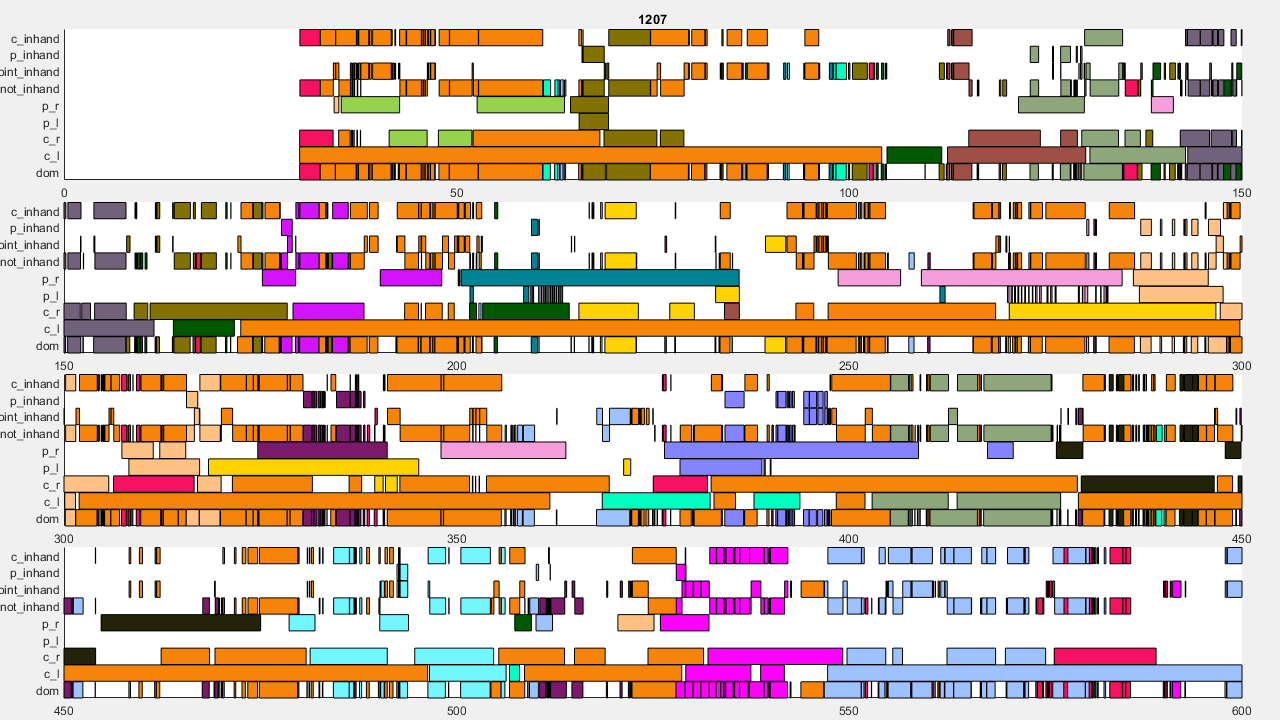 1207
c_inhand
p_inhand
oint_inhand
not_inhand
p_r
p_l
c_r
c_l
dom
0 50 100 150
c_inhand
p_inhand
oint_inhand
not_inhand
p_r
p_l
c_r
c_l
dom
150 200 250 300
c_inhand
p_inhand
oint_inhand
not_inhand
p_r
p_l
c_r
c_l
dom
300 350 400 450
c_inhand
p_inhand
oint_inhand
not_inhand
p_r
p_l
c_r
c_l
dom
450 500 550 600